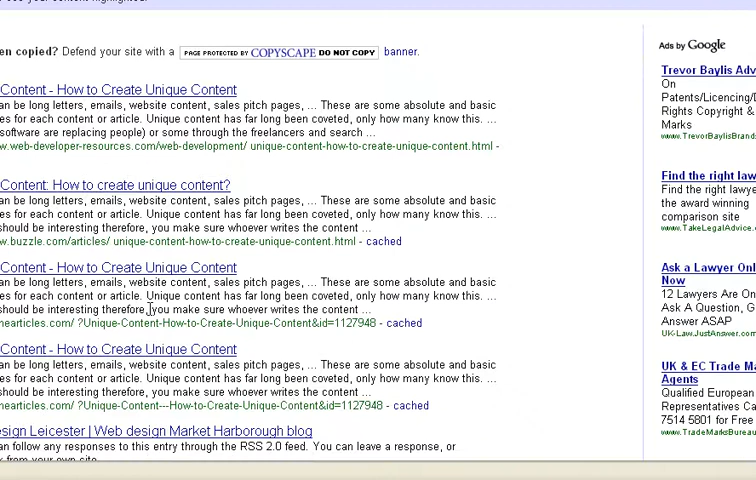 en copied? Defend your site with a PAGE PROTECTED BY COPYSCAPE DO NOT COPY banner.
Content - How to Create Unique Content
an be long letters, emails, website content, sales pitch pages, ... These are some absolute and basic
es for each content or article. Unique content has far long been coveted, only how many know this. ...
software are replacing people) or some through the freelancers and search ...
w.web-developer-resources.com/web-development/ unique-content-how-to-create-unique-content.html -
Content: How to create unique content?
an be long letters, emails, website content, sales pitch pages, ... These are some absolute and basic
es for each content or article. Unique content has far long been coveted, only how many know this. ...
should be interesting therefore, you make sure whoever writes the content ...
w.buzzle.com/articles/ unique-content-how-to-create-unique-content.html - cached
Content - How to Create Unique Content
an be long letters, emails, website content, sales pitch pages, ... These are some absolute and basic
es for each content or article. Unique content has far long been coveted, only how many know this. ...
should be interesting therefore, you make sure whoever writes the content ...
nearticles.com/ ?Unique-Content-How-to-Create-Unique-Content&id=1127948 - cached
Content - How to Create Unique Content
an be long letters, emails, website content, sales pitch pages, ... These are some absolute and basic
es for each content or article. Unique content has far long been coveted, only how many know this. ...
should be interesting therefore, you make sure whoever writes the content ...
nearticles.com/ ?Unique-Content---How-to-Create-Unique-Content&id=1127948 - cached
esign Leicester | Web design Market Harborough blog
an follow any responses to this entry through the RSS 2.0 feed. You can leave a response, or
Ads by Google
Trevor Baylis Adv
On
Patents/Licencing/D
Rights Copyright &
Marks
www.TrevorBaylisBrand
Find the right law
Find the right lawye
the award winning
comparison site
www.TakeLegalAdvice.
Ask a Lawyer Onl
Now
12 Lawyers Are On
Ask A Question, G
Answer ASAP
UK-Law.JustAnswer.com
UK & EC Trade Ma
Agents
Qualified European
Representatives Ca
7514 5801 for Free
www.TradeMarksBureau